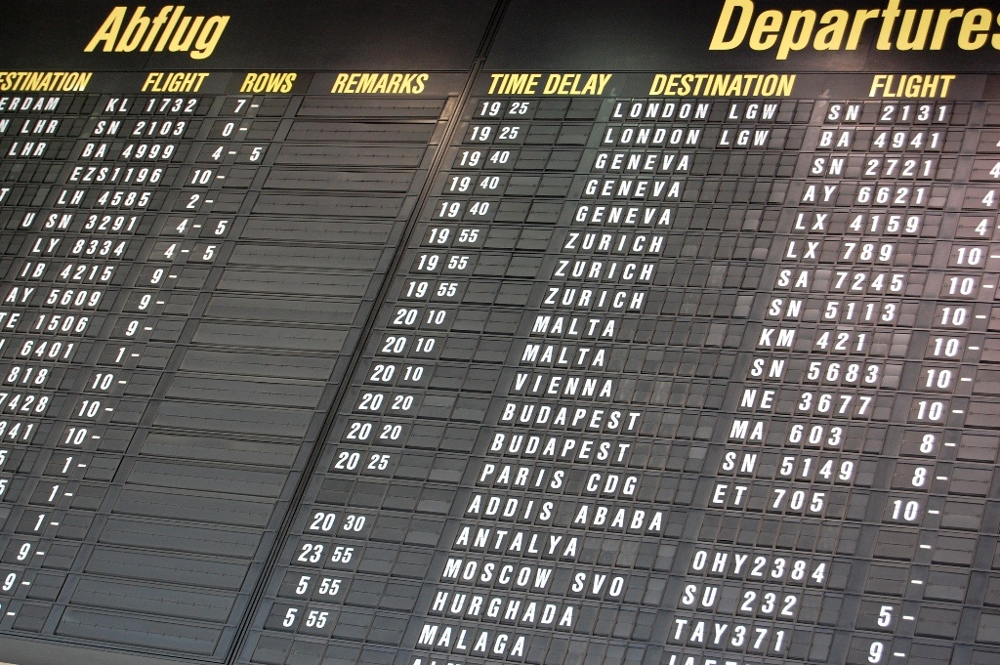 Abflug
ESTINATION FLIGHT ROWS REMARKS
ERDAM KL 1732 7-
N LHR SN 2103 0-
LHR BA 4999 4-5
EZS1196 10-
T LH 4585 2-
U SN 3291 4-5
LY 8334 4-5
IB 4215 9-
AY 5609 9-
TE 1506 9-
6401 1-
818 10-
7428 10-
341 10-
5 1-
5 1-
1-
9-
9-
-
Departures
TIME DELAY DESTINATION FLIGHT
19 25 LONDON LGW SN 2131
19 25 LONDON LGW BA 4941
19 40 GENEVA SN 2721 4
19 40 GENEVA AY 6621 4-
19 40 GENEVA LX 4159 4-
19 55 ZURICH LX 789 10-
19 55 ZURICH SA 7245 10-
19 55 ZURICH SN 5113 10-
20 10 MALTA KM 421 10-
20 10 MALTA SN 5683 10-
20 10 VIENNA NE 3677 10-
20 20 BUDAPEST MA 603 8-
20 20 BUDAPEST SN 5149 8-
20 25 PARIS CDG ET 705 10-
ADDIS ABABA -
20 30 ANTALYA OHY2384 -
23 55 MOSCOW SVO SU 232 5-
5 55 HURGHADA TAY371 9-
5 55 MALAGA